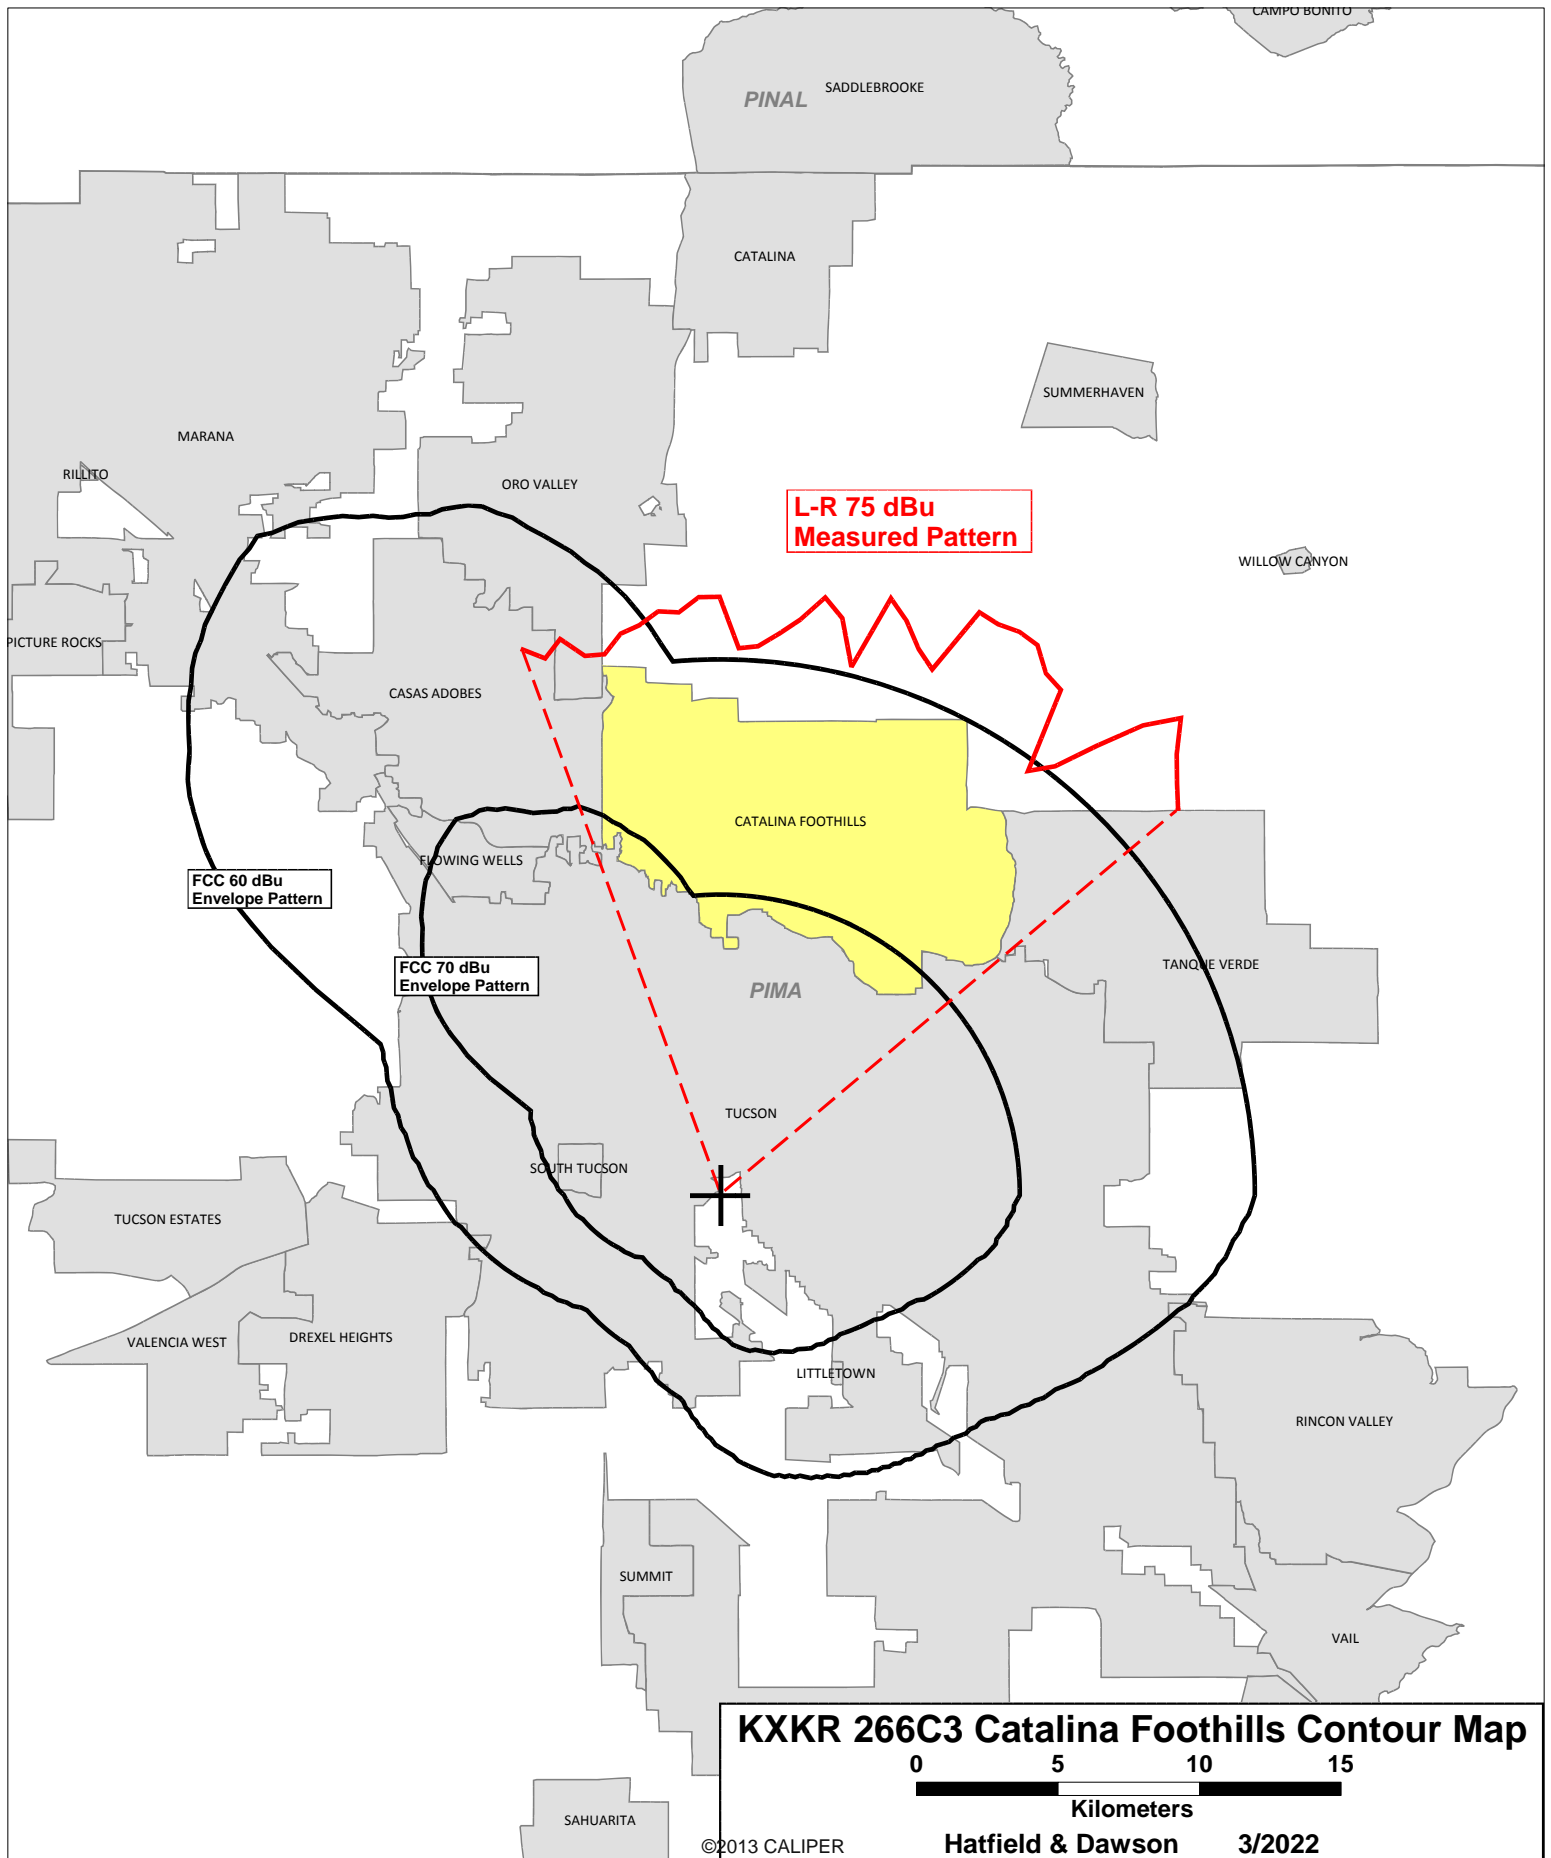 CAMPO BONITO
SADDLEBROOKE
PINAL
CATALINA
SUMMERHAVEN
MARANA
RILLITO
ORO VALLEY
L-R 75 dBu
Measured Pattern
WILLOW CANYON
PICTURE ROCKS
CASAS ADOBES
CATALINA FOOTHILLS
FLOWING WELLS
FCC 60 dBu
Envelope Pattern
FCC 70 dBu
Envelope Pattern
TANQUE VERDE
PIMA
TUCSON
SOUTH TUCSON
TUCSON ESTATES
VALENCIA WEST
DREXEL HEIGHTS
LITTLETOWN
RINCON VALLEY
SUMMIT
VAIL
KXKR 266C3 Catalina Foothills Contour Map
0 5 10 15
Kilometers
SAHUARITA
©2013 CALIPER
Hatfield & Dawson 3/2022